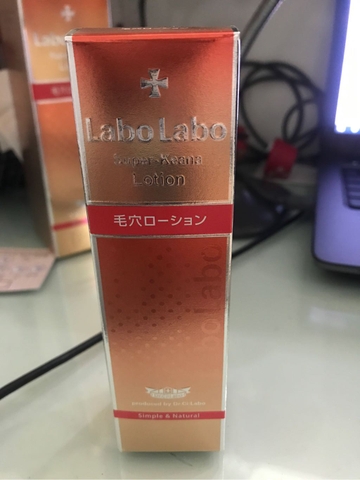 Labo Labo
Super-Keana
Lotion
毛穴ローション
Labo Labo
produced by Dr.Ci:Labo
Simple & Natural